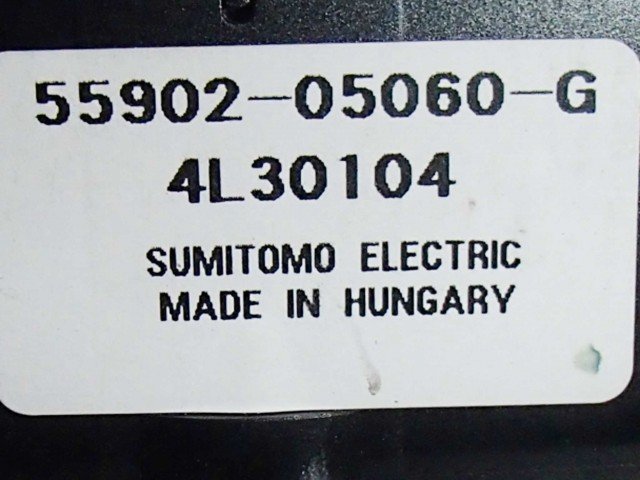 55902-05060-G
4L30104
SUMITOMO ELECTRIC
MADE IN HUNGARY